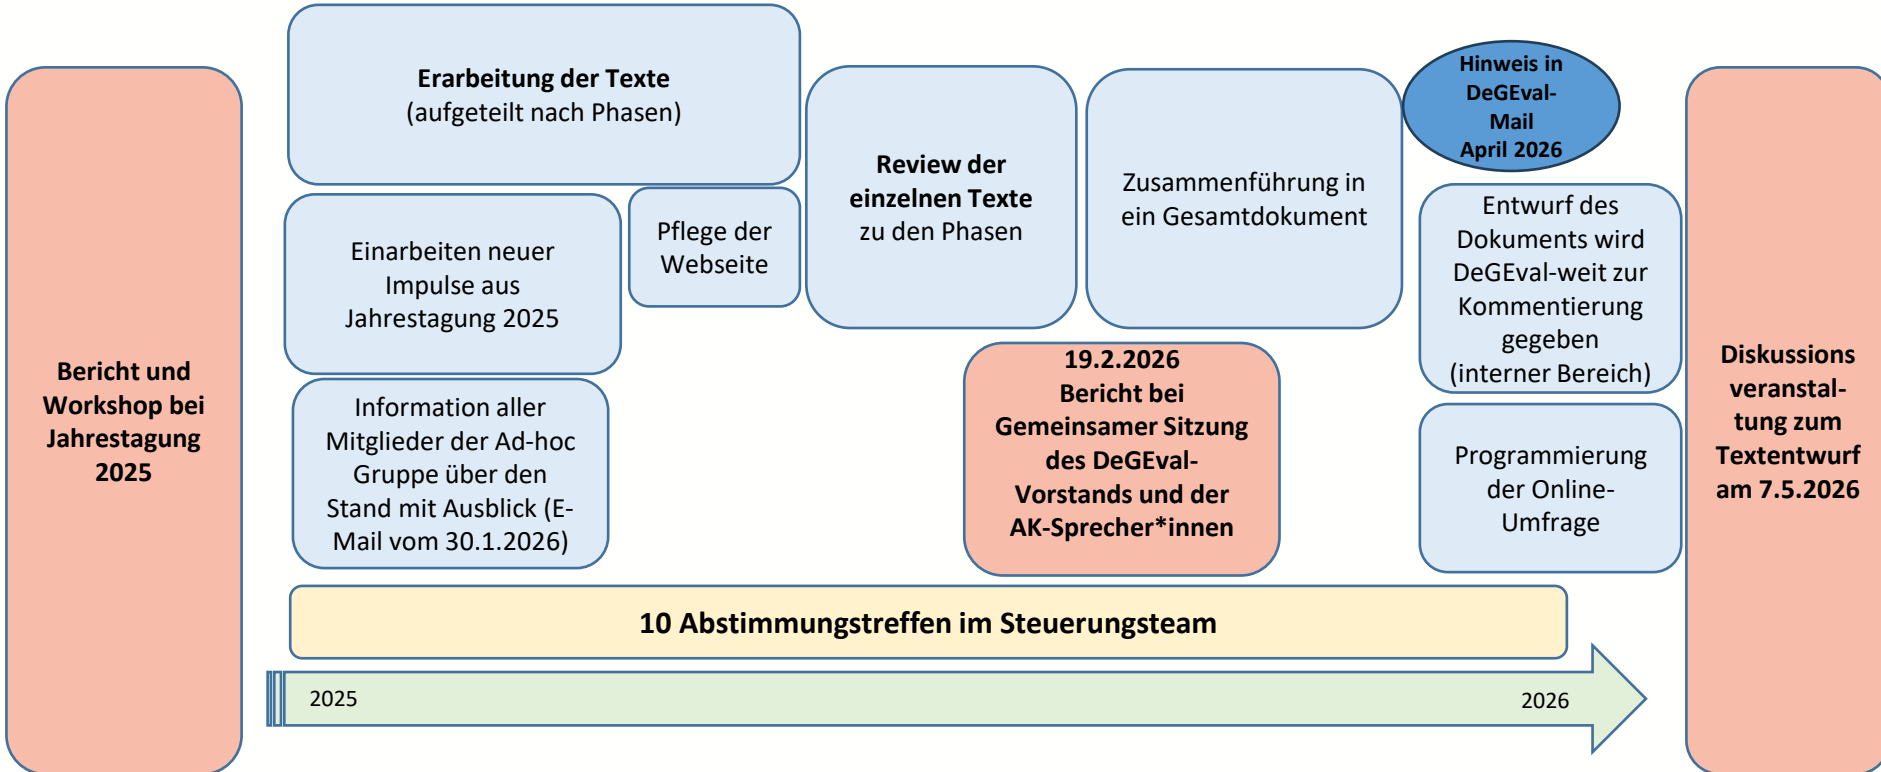 Bericht und
Workshop bei
Jahrestagung
2025
Erarbeitung der Texte
(aufgeteilt nach Phasen)
Einarbeiten neuer
Impulse aus
Jahrestagung 2025
Pflege der
Webseite
Information aller
Mitglieder der Ad-hoc
Gruppe über den
Stand mit Ausblick (E-
Mail vom 30.1.2026)
Review der
einzelnen Texte
zu den Phasen
Zusammenführung in
ein Gesamtdokument
19.2.2026
Bericht bei
Gemeinsamer Sitzung
des DeGEval-
Vorstands und der
AK-Sprecher*innen
Hinweis in
DeGEval-
Mail
April 2026
Entwurf des
Dokuments wird
DeGEval-weit zur
Kommentierung
gegeben
(interner Bereich)
Programmierung
der Online-
Umfrage
Diskussions
veranstal-
tung zum
Textentwurf
am 7.5.2026
10 Abstimmungstreffen im Steuerungsteam
2025
2026